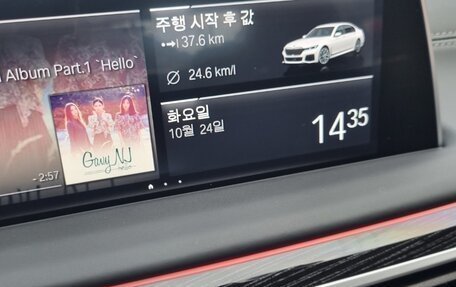 Album Part.1 `Hello`
Gavy NJ
Hello
- 2:57
주행 시작 후 값
37.6 km
24.6 km/l
화요일
10월 24일
14 35